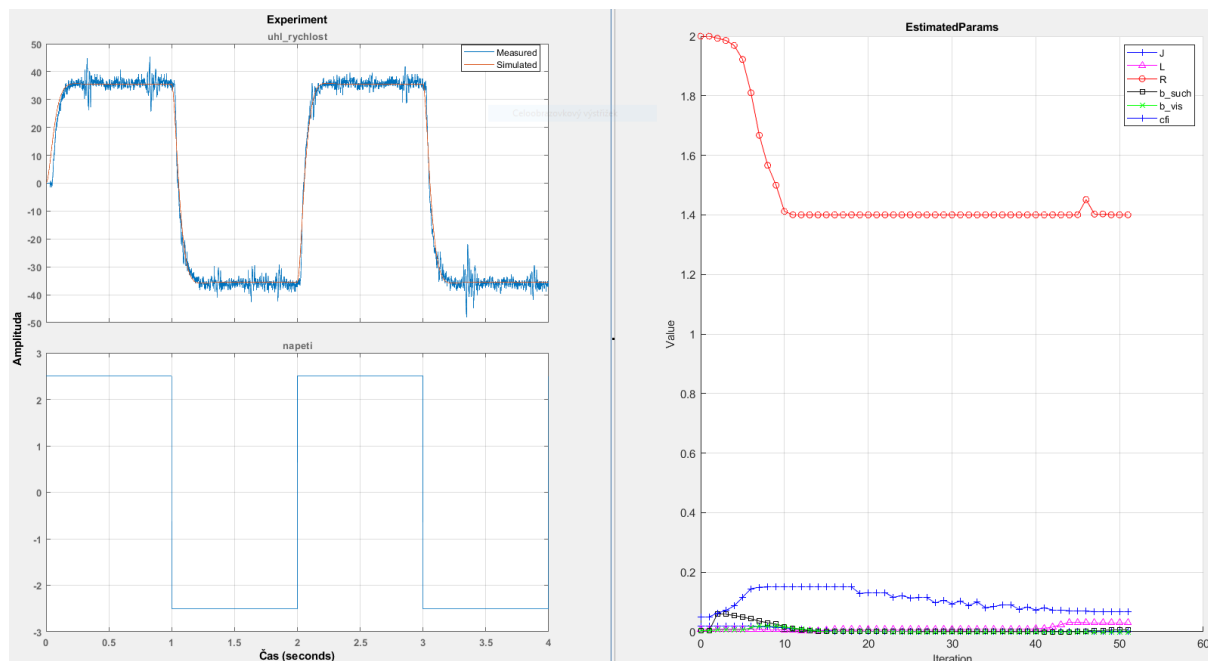 Experiment
uhl_rychlost
Measured
Simulated
50
40
30
20
10
0
-10
-20
-30
-40
-50
Amplituda
napeti
3
2
1
0
-1
-2
-3
0 0.5 1 1.5 2 2.5 3 3.5 4
Čas (seconds)
EstimatedParams
J
L
R
b_such
b_vis
cfi
2
1.8
1.6
1.4
1.2
1
0.8
0.6
0.4
0.2
0
Value
0 10 20 30 40 50 60
Iteration